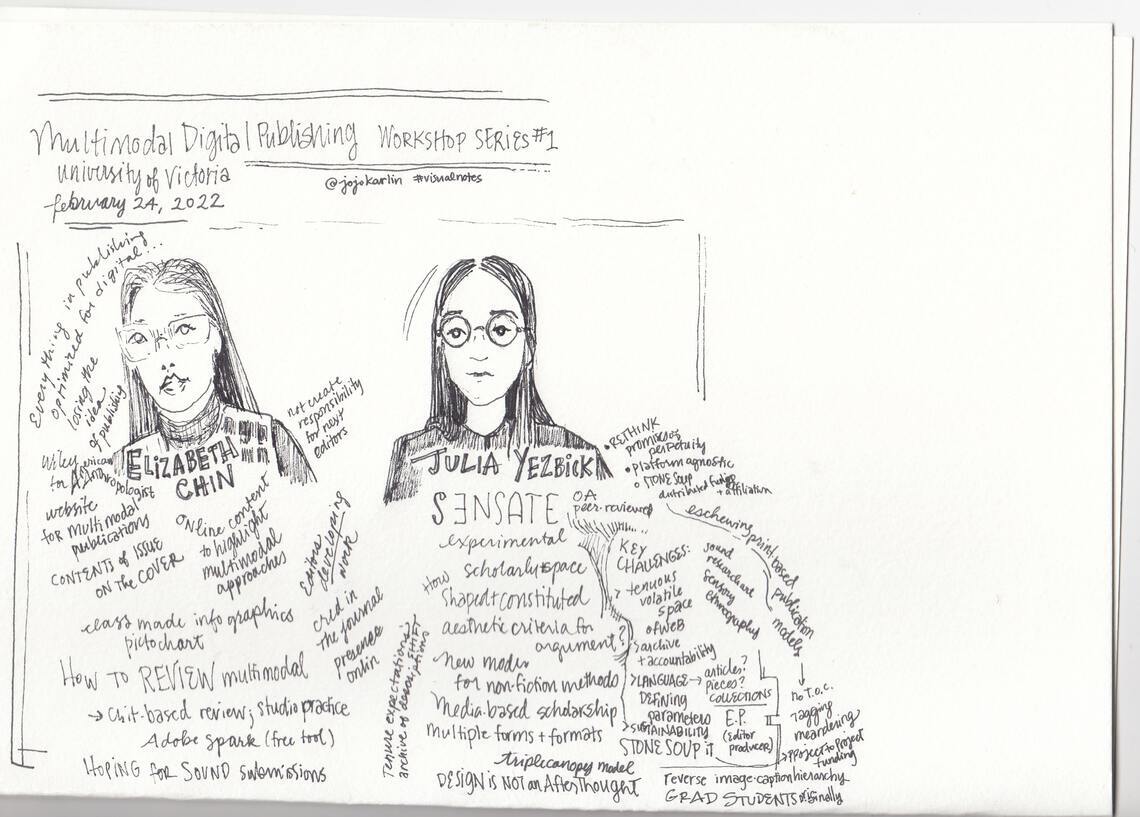 Multimodal Digital Publishing WORKSHOP SERIES #1
University of Victoria
february 24, 2022
@jojokarlin #visualnotes
Everything in publishing
optimized for digital...
losing the
idea
of publishing
ELIZABETH
CHIN
not create
responsibility
for next
editors
Wiley
for American
Anthropologist
website
for multimodal
publications
CONTENTS of ISSUE
ON THE COVER
Online content
to highlight
multimodal
approaches
Editors
developing
work
cred in
the journal
presence
onlin
class made info graphics
pictochart
HOW TO REVIEW multimodal
→ Crit-based review; studio practice
Adobe Spark (free tool)
HOPING for SOUND submissions
JULIA YEZBICK
SENSATE
OA
peer-reviewed
experimental
How scholarly space
Shaped + constituted
aesthetic criteria for
argument?
New modes
for non-fiction methods
Media-based scholarship
multiple forms + formats
triplecanopy model
DESIGN is NOT an AfterThought
Tenure expectations
archive of descriptions
• RETHINK
promises of
perpetuity
• platform agnostic
○ STONE SOUP
distributed
+ affiliation
eschewing print-based
publication
models
KEY
CHALLENGES:
> tenuous
volatile
space
of web
> archive
+ accountability
> LANGUAGE → articles?
pieces?
COLLECTIONS
DEFINING
parameters
> SUSTAINABILITY
STONE SOUP it
sound
research
sensory
ethnography
E.P.
(Editor
producer)
no T.O.C.
Tagging
meandering
> project to project
funding
reverse image-caption hierarchy
GRAD STUDENTS originally